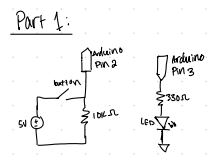 Part 1:
Arduino
Pin 2
Arduino
Pin 3
button
330Ω
5V
10KΩ
LED